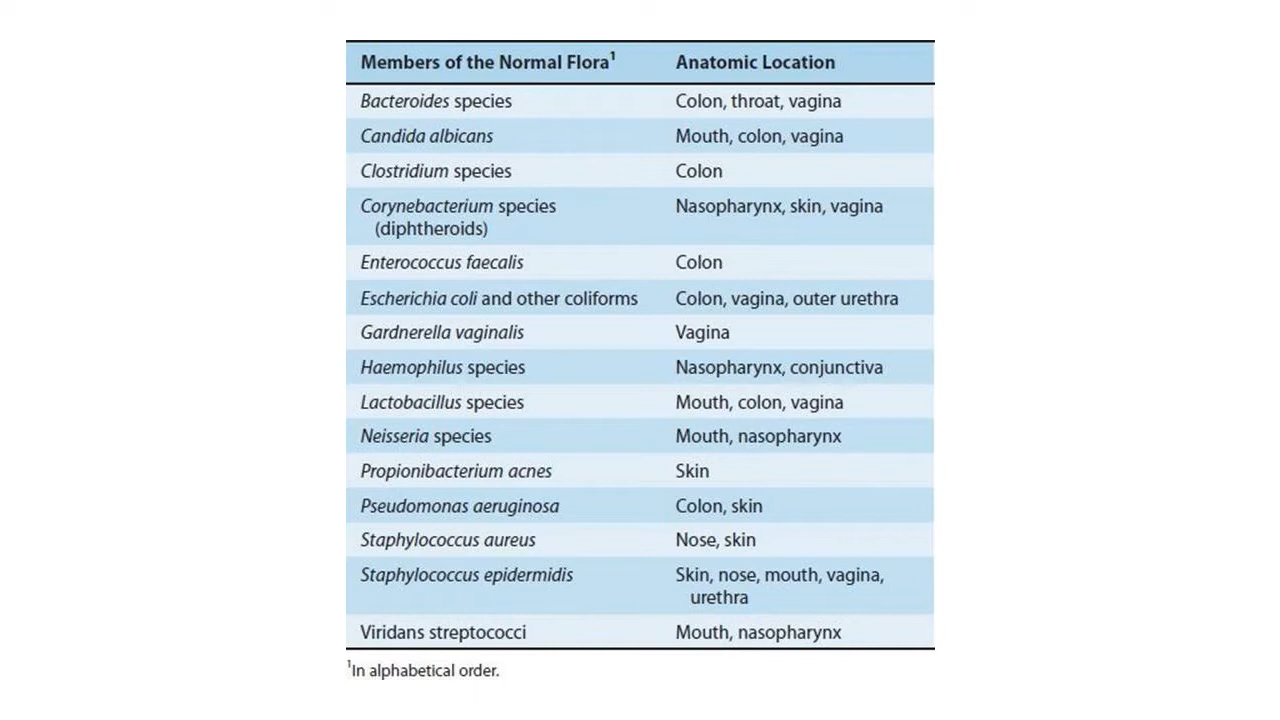 Members of the Normal Flora¹ Anatomic Location
Bacteroides species Colon, throat, vagina
Candida albicans Mouth, colon, vagina
Clostridium species Colon
Corynebacterium species Nasopharynx, skin, vagina
(diphtheroids)
Enterococcus faecalis Colon
Escherichia coli and other coliforms Colon, vagina, outer urethra
Gardnerella vaginalis Vagina
Haemophilus species Nasopharynx, conjunctiva
Lactobacillus species Mouth, colon, vagina
Neisseria species Mouth, nasopharynx
Propionibacterium acnes Skin
Pseudomonas aeruginosa Colon, skin
Staphylococcus aureus Nose, skin
Staphylococcus epidermidis Skin, nose, mouth, vagina,
urethra
Viridans streptococci Mouth, nasopharynx
¹In alphabetical order.